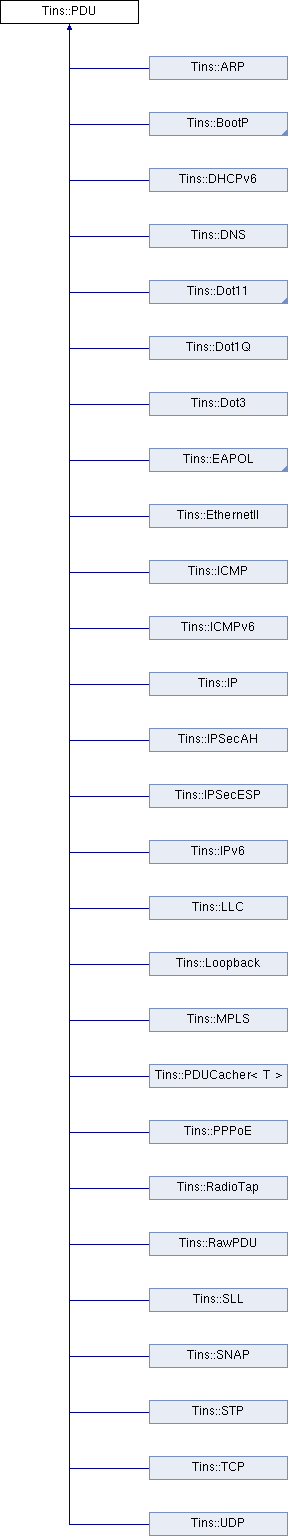 Tins::PDU
Tins::ARP
Tins::BootP
Tins::DHCPv6
Tins::DNS
Tins::Dot11
Tins::Dot1Q
Tins::Dot3
Tins::EAPOL
Tins::EthernetII
Tins::ICMP
Tins::ICMPv6
Tins::IP
Tins::IPSecAH
Tins::IPSecESP
Tins::IPv6
Tins::LLC
Tins::Loopback
Tins::MPLS
Tins::PDUCacher< T >
Tins::PPPoE
Tins::RadioTap
Tins::RawPDU
Tins::SLL
Tins::SNAP
Tins::STP
Tins::TCP
Tins::UDP